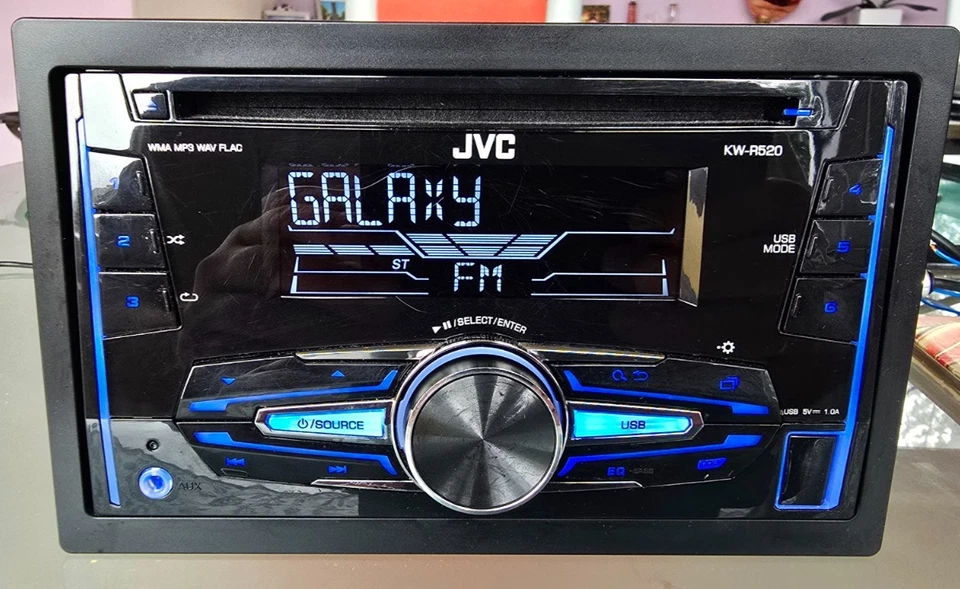 JVC
WMA MP3 WAV FLAC
KW-R520
GALAXY
1
4
2
USB MODE
5
ST
FM
3
6
▶❚❚/SELECT/ENTER
USB 5V⎓ 1.0A
⏻/SOURCE
USB
EQ
AUX